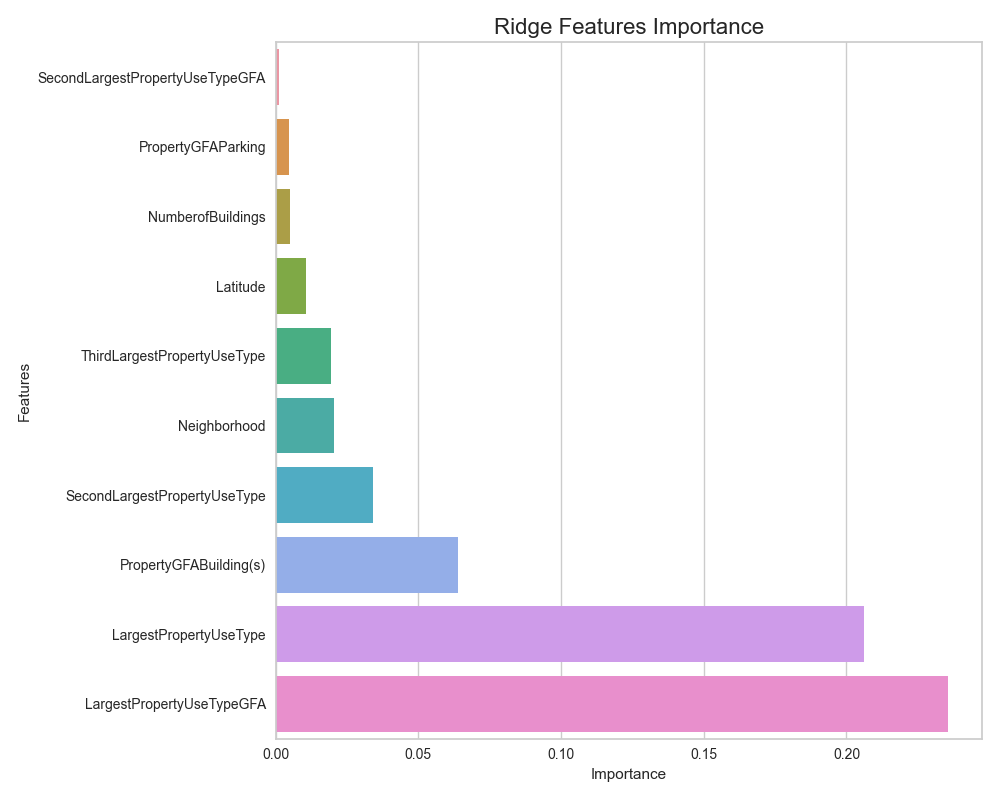 Ridge Features Importance
SecondLargestPropertyUseTypeGFA
PropertyGFAParking
NumberofBuildings
Latitude
ThirdLargestPropertyUseType
Neighborhood
SecondLargestPropertyUseType
PropertyGFABuilding(s)
LargestPropertyUseType
LargestPropertyUseTypeGFA
Features
0.00 0.05 0.10 0.15 0.20
Importance